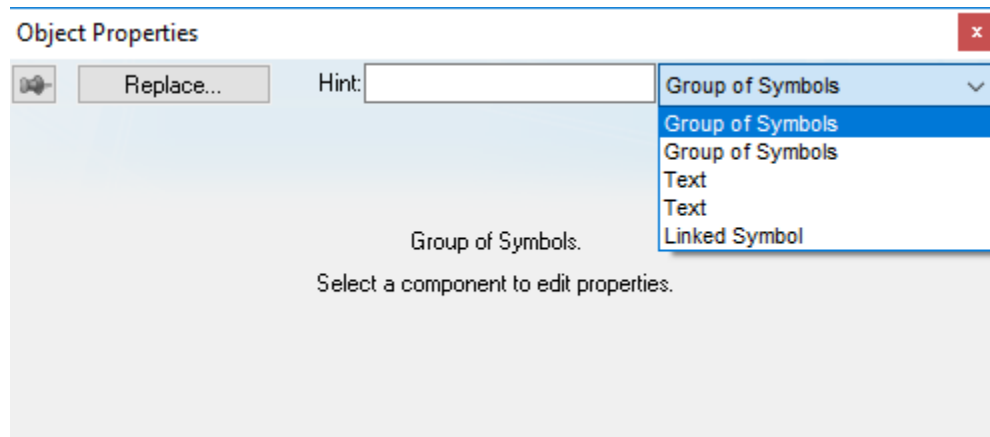 Object Properties
x
Replace...
Hint:
Group of Symbols
Group of Symbols
Group of Symbols
Text
Text
Linked Symbol
Group of Symbols.
Select a component to edit properties.